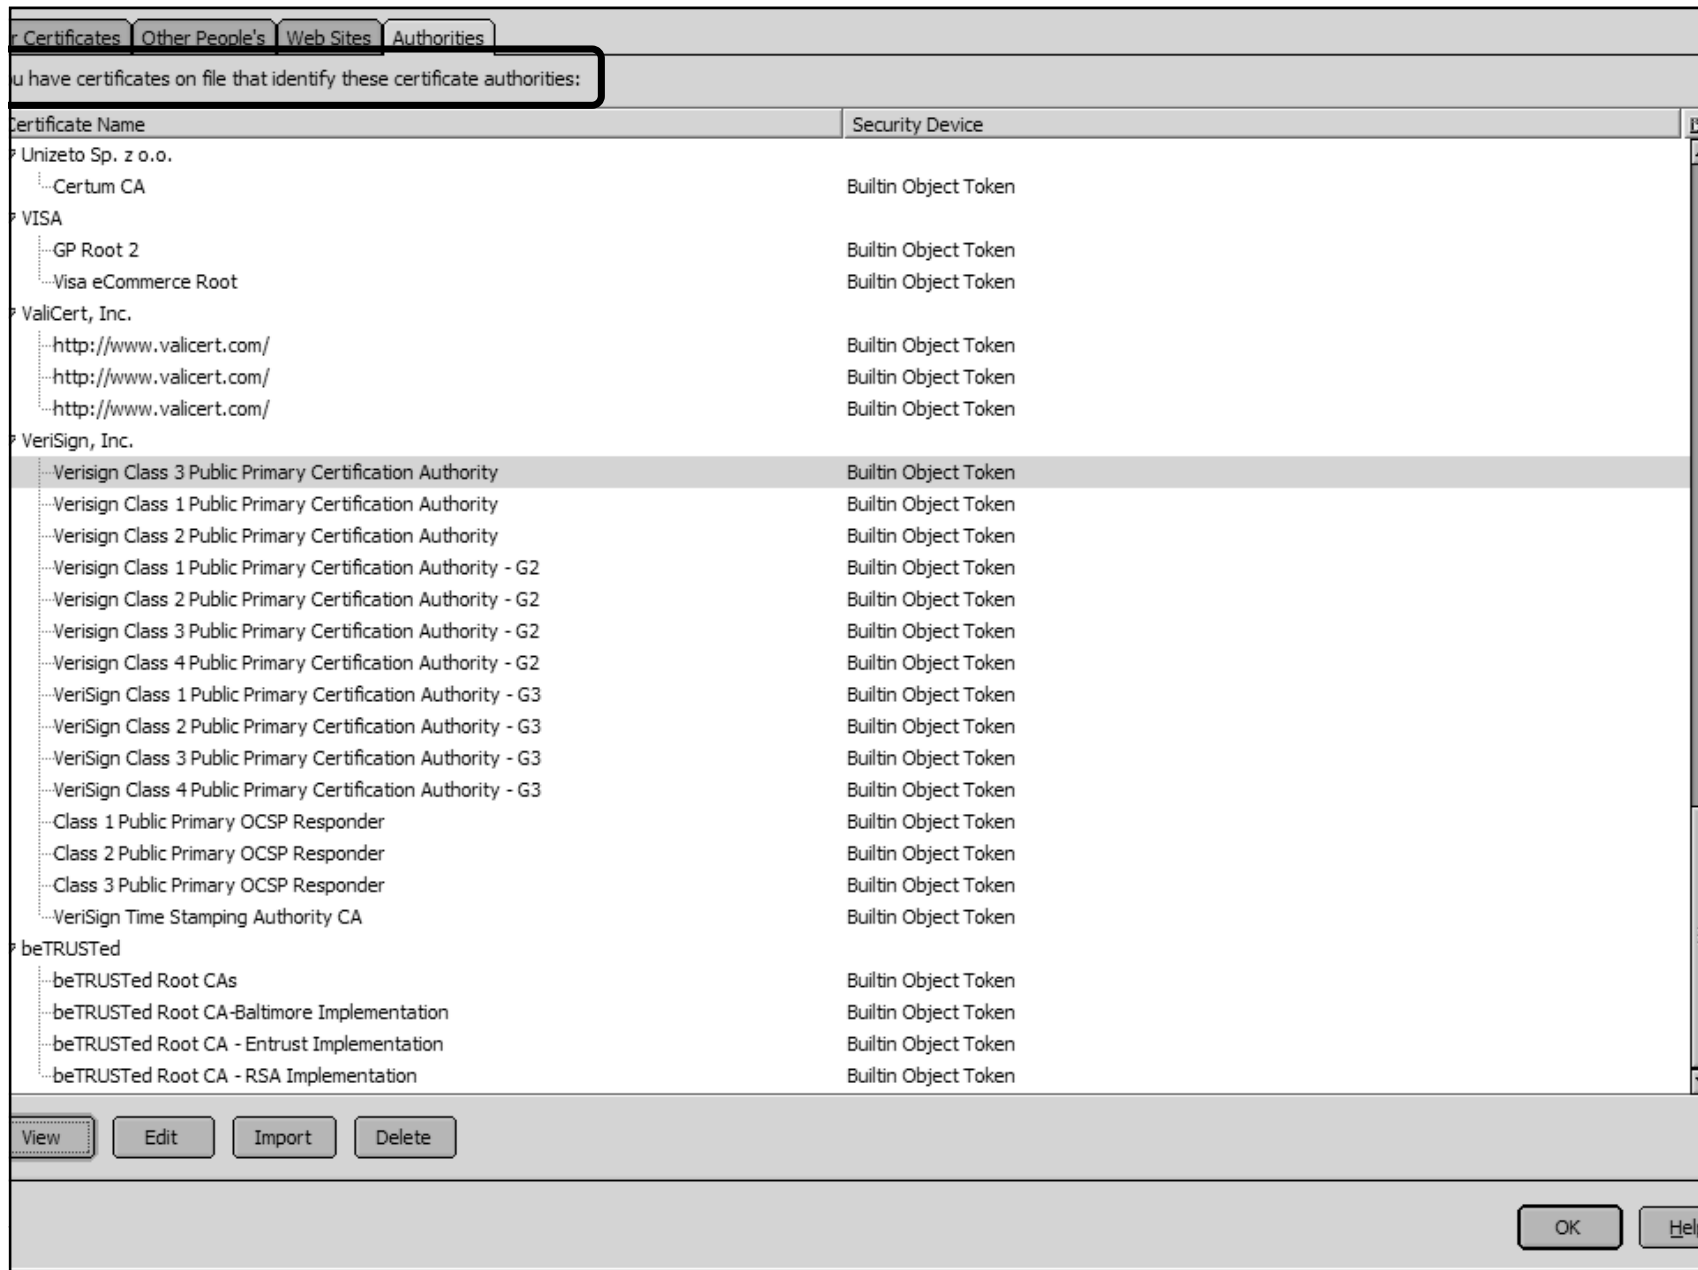 r Certificates Other People's Web Sites Authorities
u have certificates on file that identify these certificate authorities:
Certificate Name Security Device
Unizeto Sp. z o.o.
Certum CA Builtin Object Token
VISA
GP Root 2 Builtin Object Token
Visa eCommerce Root Builtin Object Token
ValiCert, Inc.
http://www.valicert.com/ Builtin Object Token
http://www.valicert.com/ Builtin Object Token
http://www.valicert.com/ Builtin Object Token
VeriSign, Inc.
Verisign Class 3 Public Primary Certification Authority Builtin Object Token
Verisign Class 1 Public Primary Certification Authority Builtin Object Token
Verisign Class 2 Public Primary Certification Authority Builtin Object Token
Verisign Class 1 Public Primary Certification Authority - G2 Builtin Object Token
Verisign Class 2 Public Primary Certification Authority - G2 Builtin Object Token
Verisign Class 3 Public Primary Certification Authority - G2 Builtin Object Token
Verisign Class 4 Public Primary Certification Authority - G2 Builtin Object Token
VeriSign Class 1 Public Primary Certification Authority - G3 Builtin Object Token
VeriSign Class 2 Public Primary Certification Authority - G3 Builtin Object Token
VeriSign Class 3 Public Primary Certification Authority - G3 Builtin Object Token
VeriSign Class 4 Public Primary Certification Authority - G3 Builtin Object Token
Class 1 Public Primary OCSP Responder Builtin Object Token
Class 2 Public Primary OCSP Responder Builtin Object Token
Class 3 Public Primary OCSP Responder Builtin Object Token
VeriSign Time Stamping Authority CA Builtin Object Token
beTRUSTed
beTRUSTed Root CAs Builtin Object Token
beTRUSTed Root CA-Baltimore Implementation Builtin Object Token
beTRUSTed Root CA - Entrust Implementation Builtin Object Token
beTRUSTed Root CA - RSA Implementation Builtin Object Token
View Edit Import Delete
OK Hel